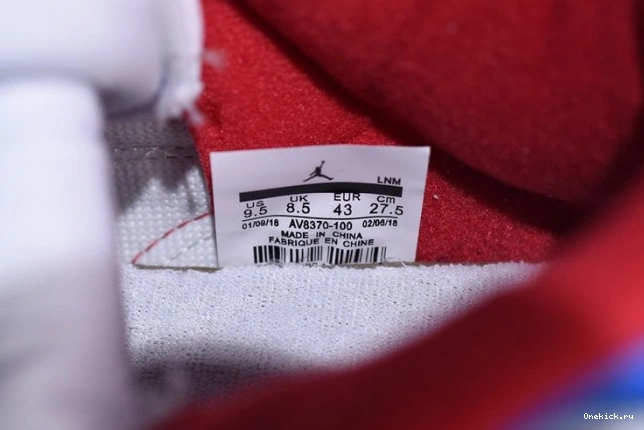 LNM
US UK EUR cm
9.5 8.5 43 27.5
01/09/18 AV8370-100 02/06/18
MADE IN CHINA
FABRIQUE EN CHINE
Onekick.ru